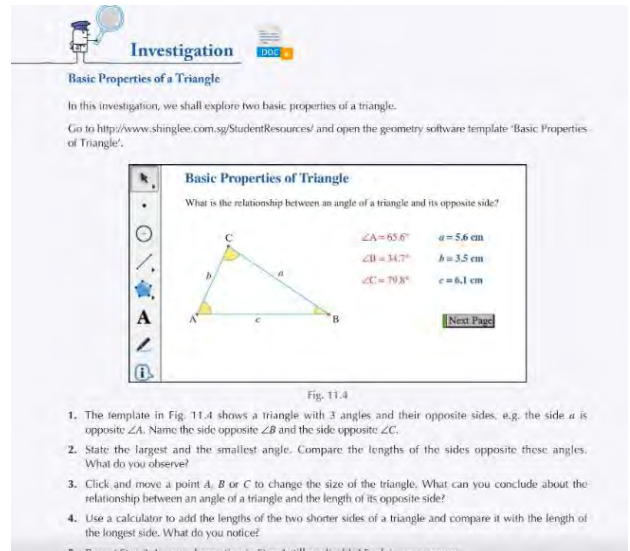 Investigation
DOC
Basic Properties of a Triangle
In this investigation, we shall explore two basic properties of a triangle.
Go to http://www.shinglee.com.sg/StudentResources/ and open the geometry software template 'Basic Properties
of Triangle'.
Basic Properties of Triangle
What is the relationship between an angle of a triangle and its opposite side?
C
∠A = 65.6° a = 5.6 cm
∠B = 34.7° b = 3.5 cm
b a
∠C = 79.8° c = 6.1 cm
A c B
A
Next Page
Fig. 11.4
1. The template in Fig. 11.4 shows a triangle with 3 angles and their opposite sides, e.g. the side a is
opposite ∠A. Name the side opposite ∠B and the side opposite ∠C.
2. State the largest and the smallest angle. Compare the lengths of the sides opposite these angles.
What do you observe?
3. Click and move a point A, B or C to change the size of the triangle. What can you conclude about the
relationship between an angle of a triangle and the length of its opposite side?
4. Use a calculator to add the lengths of the two shorter sides of a triangle and compare it with the length of
the longest side. What do you notice?